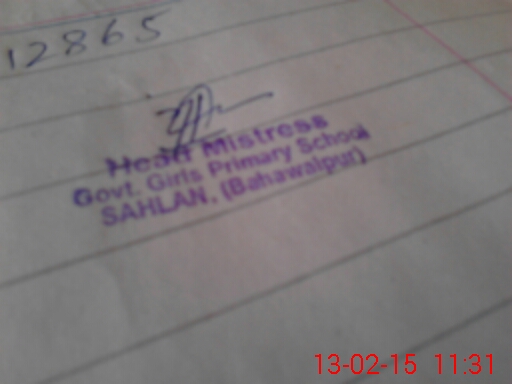 12865
Head Mistress
Govt. Girls Primary School
SAHLAN. (Bahawalpur)
13-02-15 11:31